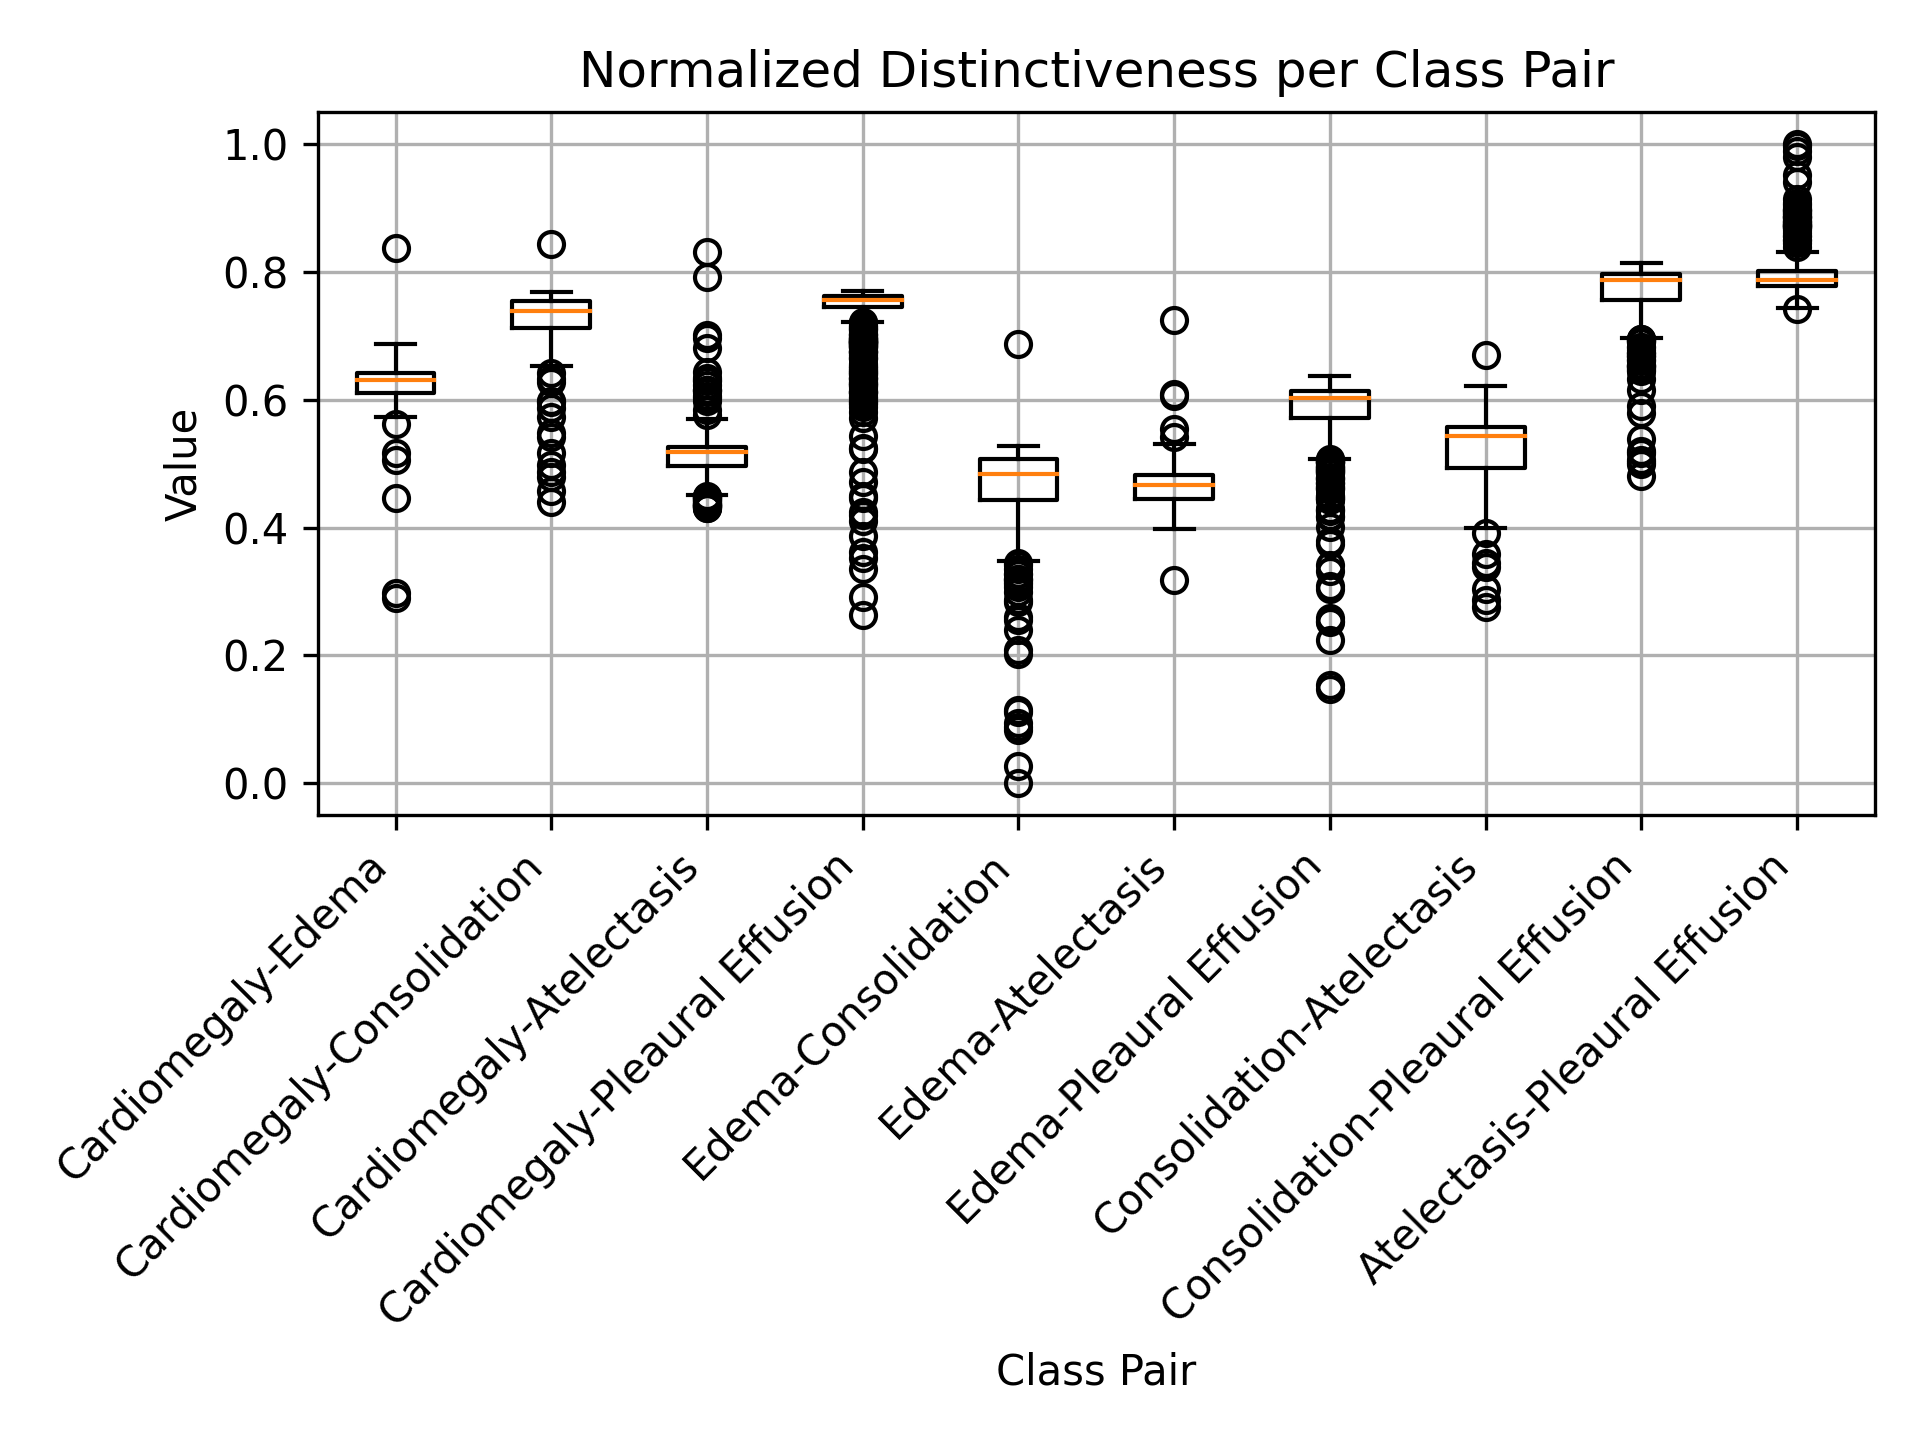 Normalized Distinctiveness per Class Pair
Value
1.0
0.8
0.6
0.4
0.2
0.0
Cardiomegaly-Edema
Cardiomegaly-Consolidation
Cardiomegaly-Atelectasis
Cardiomegaly-Pleaural Effusion
Edema-Consolidation
Edema-Atelectasis
Edema-Pleaural Effusion
Consolidation-Atelectasis
Consolidation-Pleaural Effusion
Atelectasis-Pleaural Effusion
Class Pair